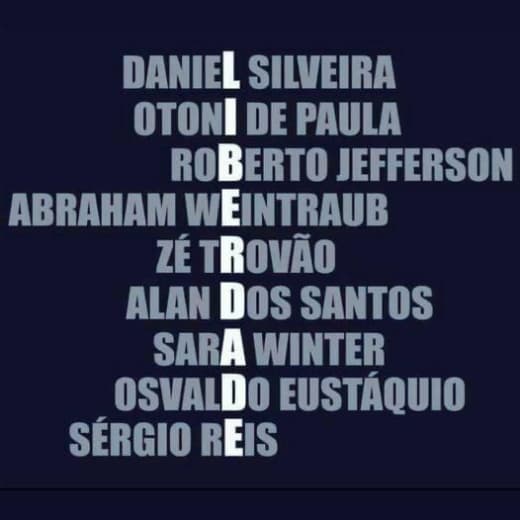 DANIEL SILVEIRA
OTONI DE PAULA
ROBERTO JEFFERSON
ABRAHAM WEINTRAUB
ZÉ TROVÃO
ALAN DOS SANTOS
SARA WINTER
OSVALDO EUSTÁQUIO
SÉRGIO REIS